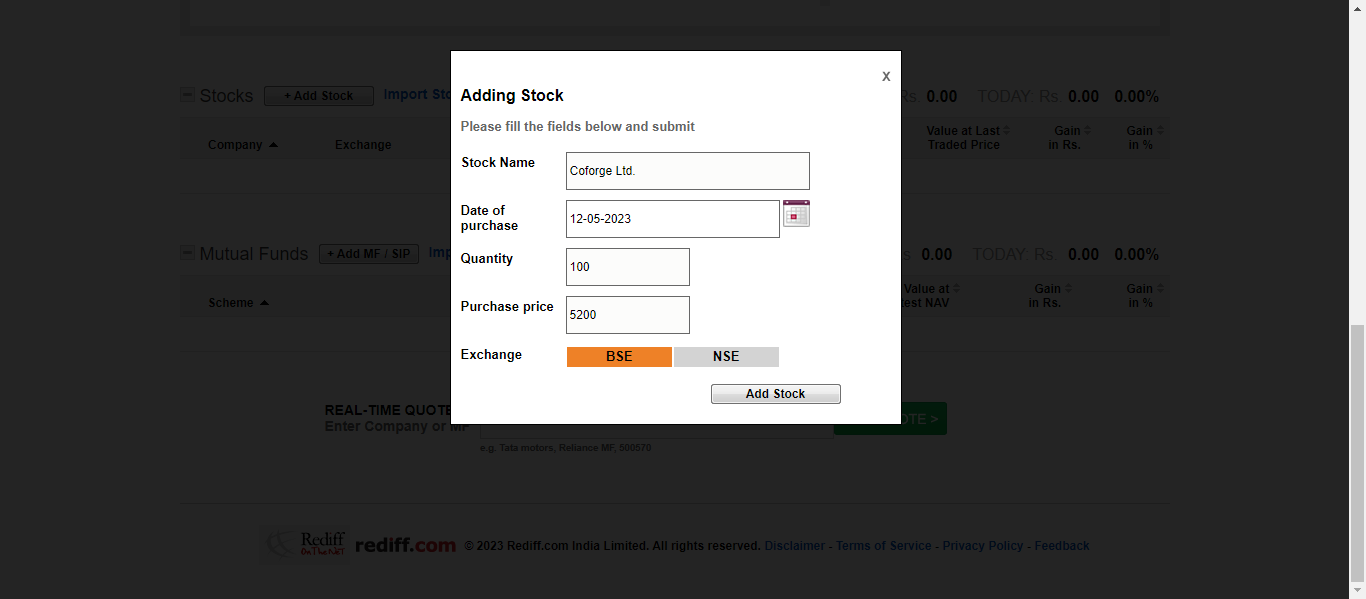 x
Adding Stock
Please fill the fields below and submit
Stock Name
Coforge Ltd.
Date of
purchase
12-05-2023
Quantity
100
Purchase price
5200
Exchange
BSE NSE
Add Stock
Stocks + Add Stock Import Sto Rs. 0.00 TODAY Rs. 0.00 0.00%
Company Exchange Value at Last
Traded Price Gain
in Rs. Gain
in %
Mutual Funds + Add MF / SIP Imp s 0.00 TODAY Rs. 0.00 0.00%
Scheme Value at
est NAV Gain
in Rs. Gain
in %
REAL-TIME QUOTE
Enter Company or MF
OTE >
e.g. Tata motors, Reliance MF, 500570
Rediff
On The Net
rediff.com © 2023 Rediff.com India Limited. All rights reserved. Disclaimer - Terms of Service - Privacy Policy - Feedback